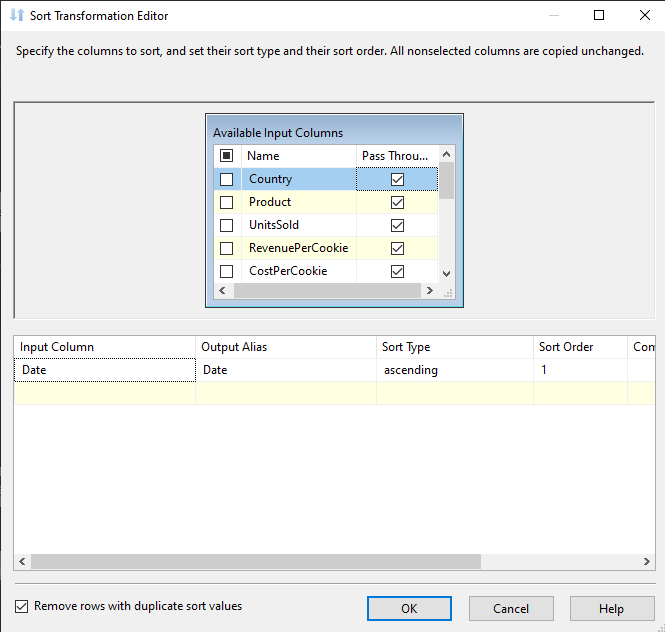 Sort Transformation Editor
Specify the columns to sort, and set their sort type and their sort order. All nonselected columns are copied unchanged.
Available Input Columns
Name Pass Throu...
Country
Product
UnitsSold
RevenuePerCookie
CostPerCookie
Input Column Output Alias Sort Type Sort Order Com
Date Date ascending 1
Remove rows with duplicate sort values OK Cancel Help